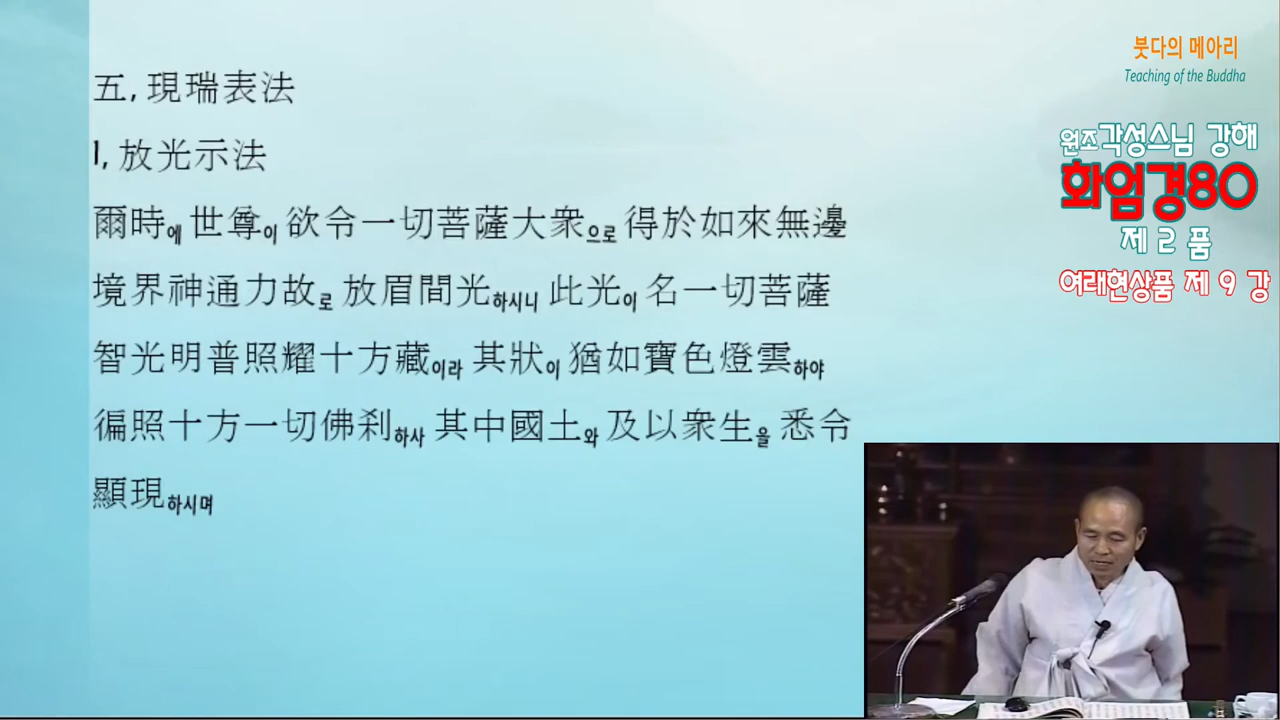 五, 現瑞表法
1, 放光示法
爾時에 世尊이 欲令一切菩薩大衆으로 得於如來無邊
境界神通力故로 放眉間光하시니 此光이 名一切菩薩
智光明普照耀十方藏이라 其狀이 猶如寶色燈雲하야
徧照十方一切佛刹하사 其中國土와 及以衆生을 悉令
顯現하시며
붓다의 메아리
Teaching of the Buddha
원조각성스님 강해
화엄경80
제 2 품
여래현상품 제 9 강